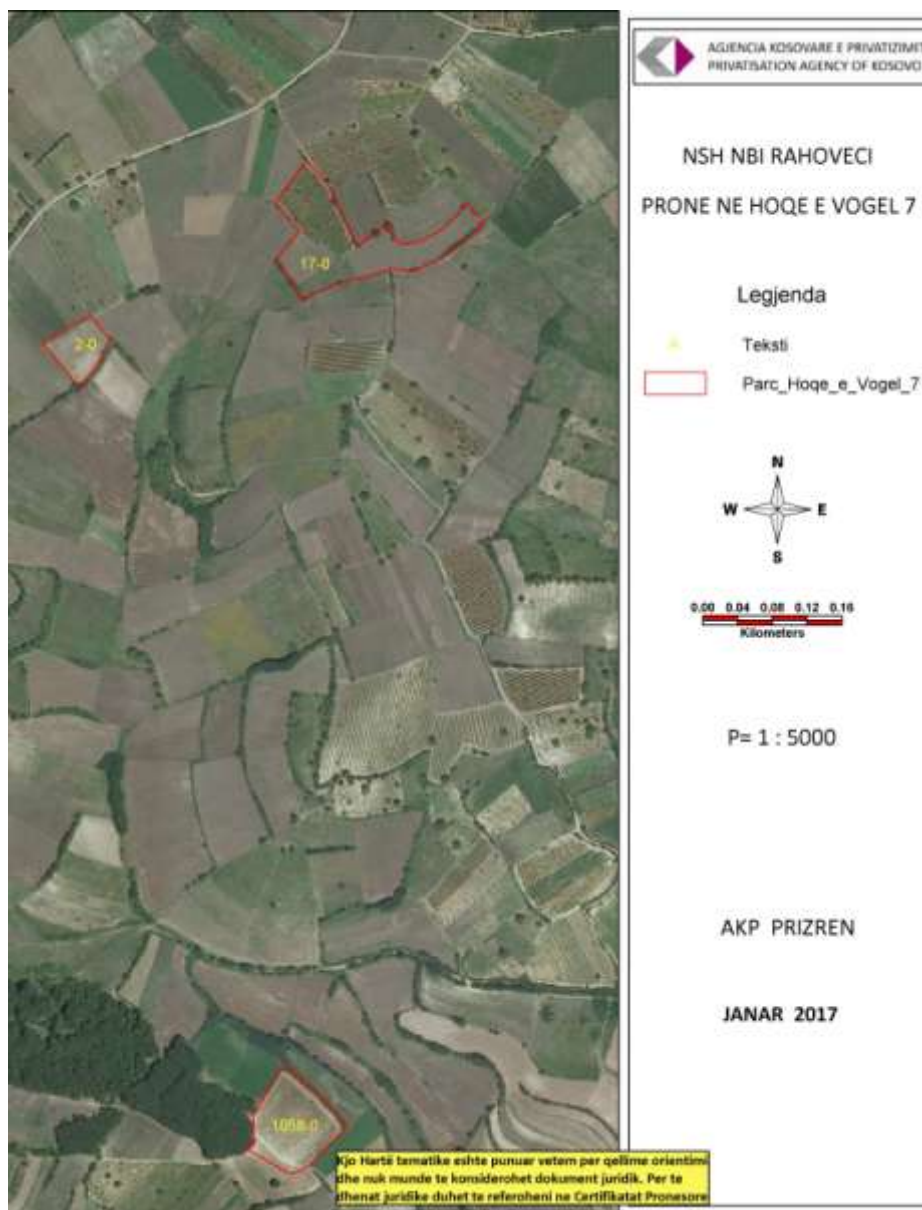 AGJENCIA KOSOVARE E PRIVATIZIMIT
PRIVATISATION AGENCY OF KOSOVO
NSH NBI RAHOVECI
PRONE NE HOQE E VOGEL 7
Legjenda
Teksti
Parc_Hoqe_e_Vogel_7
N
W E
S
0.00 0.04 0.08 0.12 0.16
Kilometers
P= 1 : 5000
AKP PRIZREN
JANAR 2017
17-0
2-0
1058-0
Kjo Hartë tematike eshte punuar vetem per qellime orientimi
dhe nuk munde te konsiderohet dokument juridik. Per te
dhenat juridike duhet te referoheni ne Certifikatat Pronesore